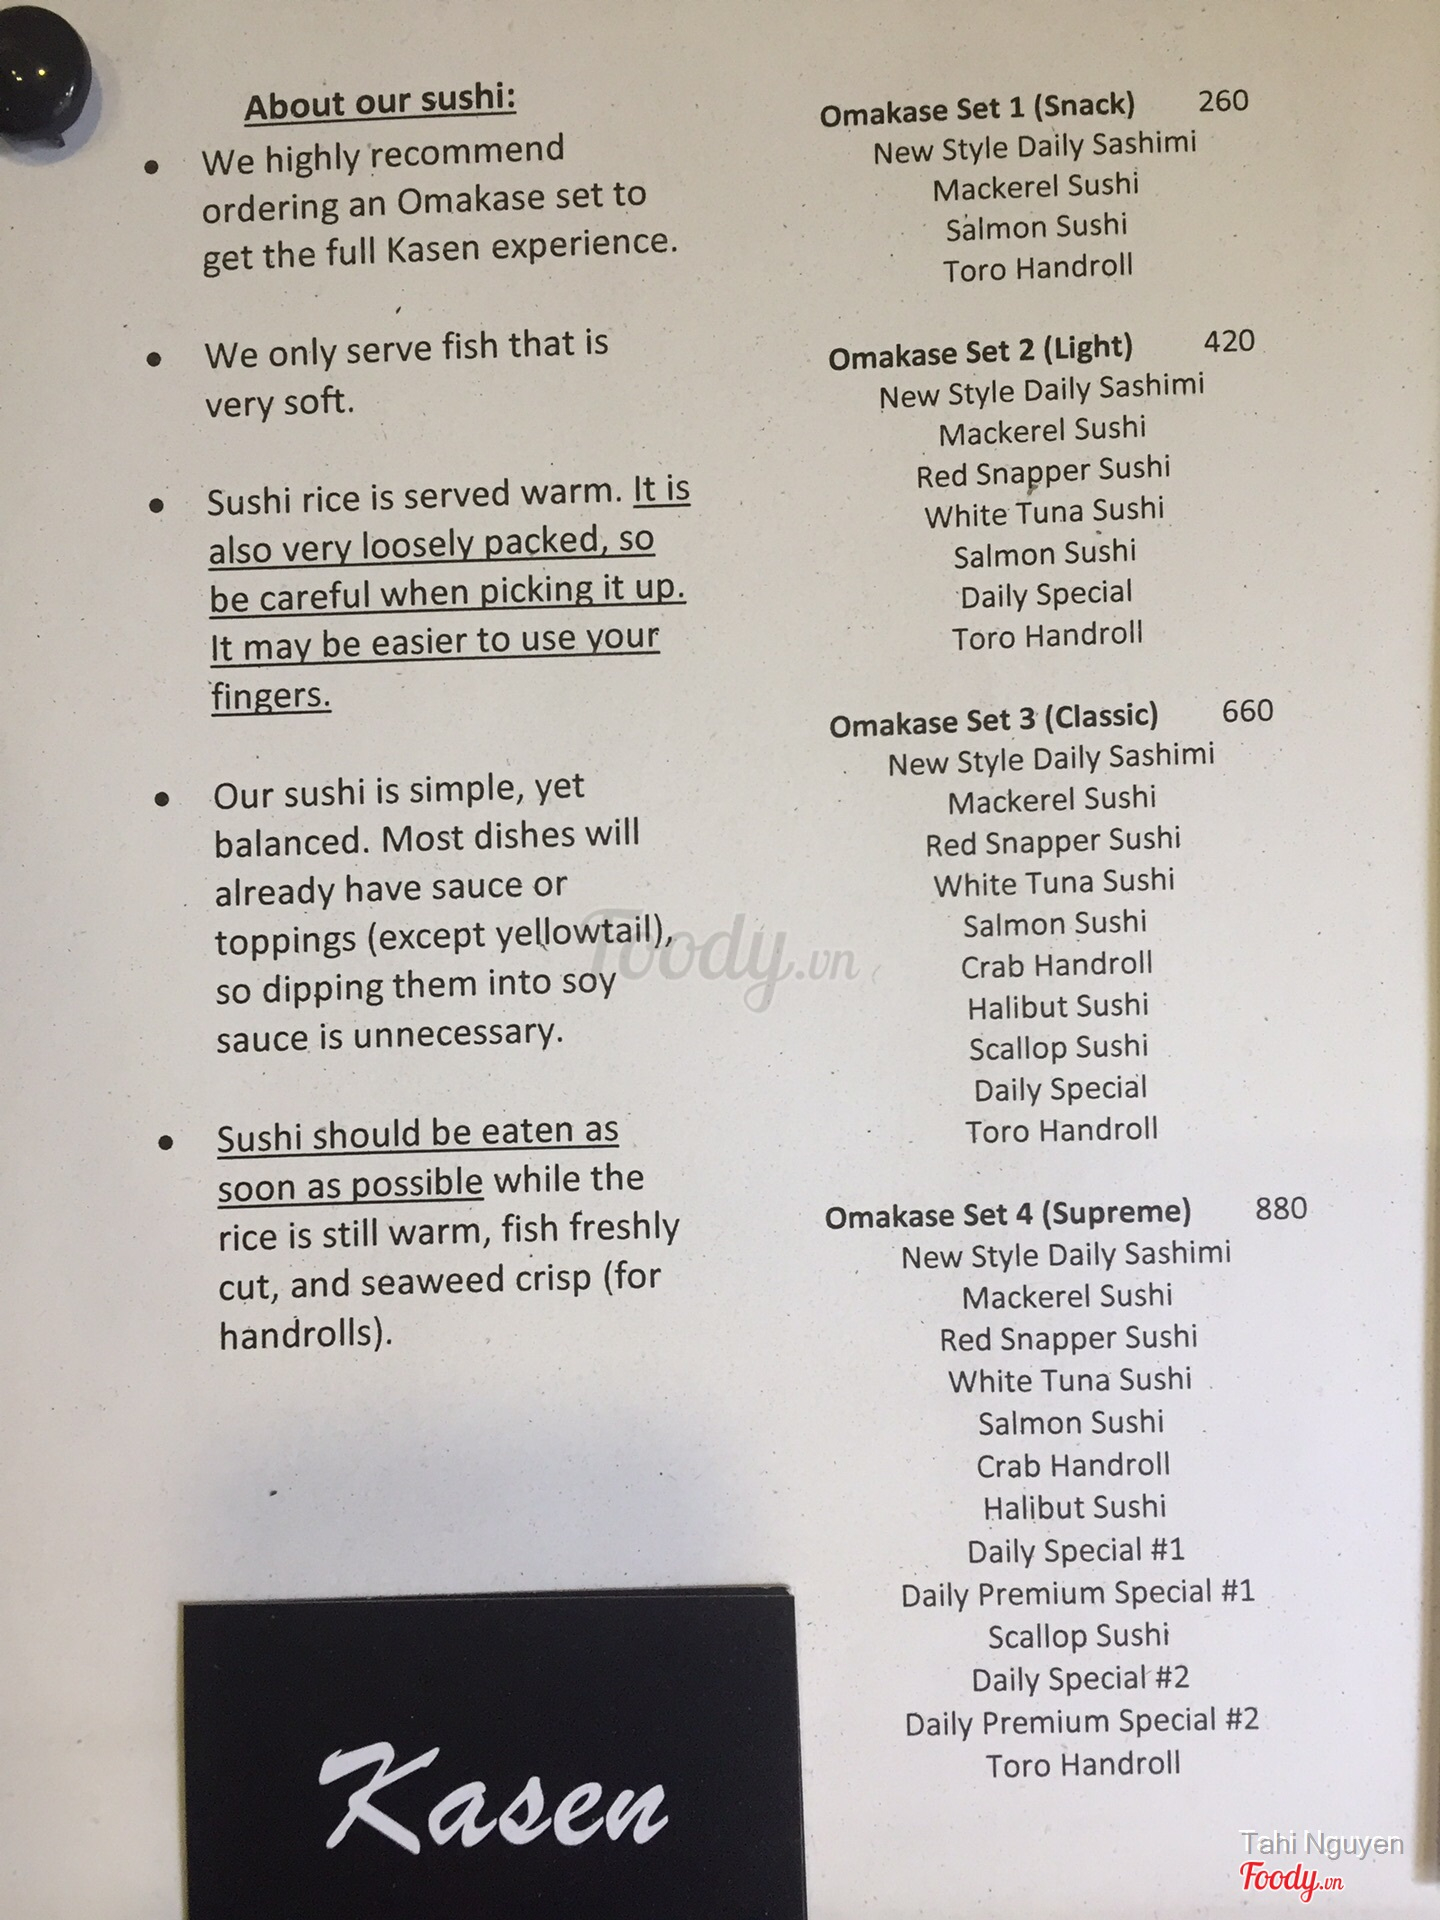 About our sushi:
• We highly recommend
ordering an Omakase set to
get the full Kasen experience.
• We only serve fish that is
very soft.
• Sushi rice is served warm. It is
also very loosely packed, so
be careful when picking it up.
It may be easier to use your
fingers.
• Our sushi is simple, yet
balanced. Most dishes will
already have sauce or
toppings (except yellowtail),
so dipping them into soy
sauce is unnecessary.
• Sushi should be eaten as
soon as possible while the
rice is still warm, fish freshly
cut, and seaweed crisp (for
handrolls).
Kasen
Omakase Set 1 (Snack) 260
New Style Daily Sashimi
Mackerel Sushi
Salmon Sushi
Toro Handroll
Omakase Set 2 (Light) 420
New Style Daily Sashimi
Mackerel Sushi
Red Snapper Sushi
White Tuna Sushi
Salmon Sushi
Daily Special
Toro Handroll
Omakase Set 3 (Classic) 660
New Style Daily Sashimi
Mackerel Sushi
Red Snapper Sushi
White Tuna Sushi
Salmon Sushi
Crab Handroll
Halibut Sushi
Scallop Sushi
Daily Special
Toro Handroll
Omakase Set 4 (Supreme) 880
New Style Daily Sashimi
Mackerel Sushi
Red Snapper Sushi
White Tuna Sushi
Salmon Sushi
Crab Handroll
Halibut Sushi
Daily Special #1
Daily Premium Special #1
Scallop Sushi
Daily Special #2
Daily Premium Special #2
Toro Handroll
Foody.vn
Tahi Nguyen
Foody.vn